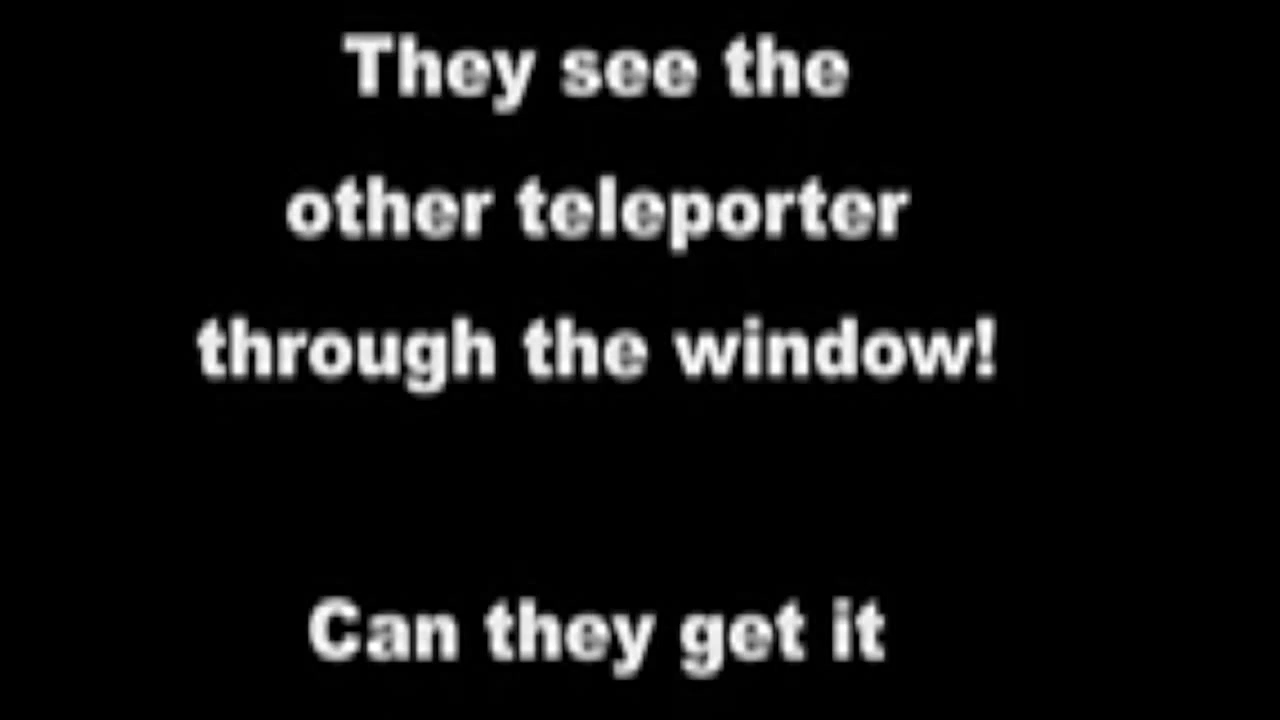 They see the
other teleporter
through the window!
Can they get it